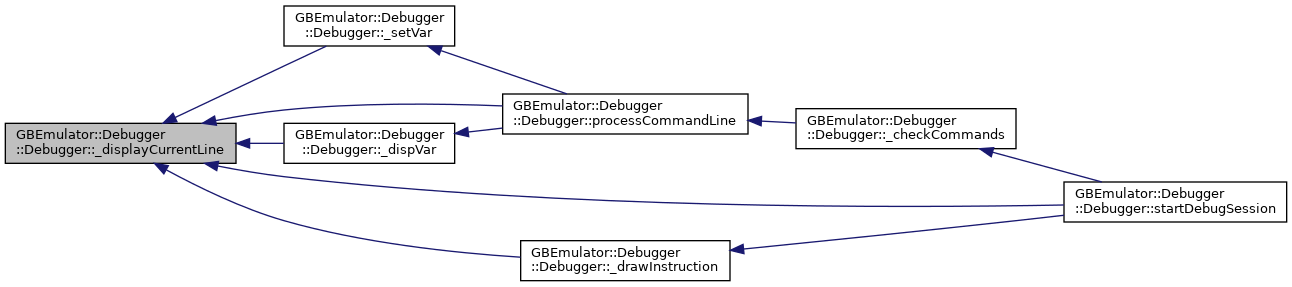 GBEmulator::Debugger
::Debugger::_setVar
GBEmulator::Debugger
::Debugger::processCommandLine
GBEmulator::Debugger
::Debugger::_checkCommands
GBEmulator::Debugger
::Debugger::_displayCurrentLine
GBEmulator::Debugger
::Debugger::_dispVar
GBEmulator::Debugger
::Debugger::startDebugSession
GBEmulator::Debugger
::Debugger::_drawInstruction